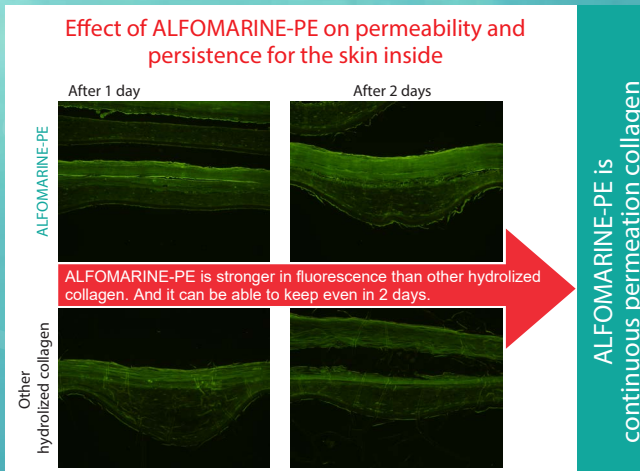 Effect of ALFOMARINE-PE on permeability and
persistence for the skin inside
After 1 day
After 2 days
ALFOMARINE-PE
ALFOMARINE-PE is stronger in fluorescence than other hydrolized
collagen. And it can be able to keep even in 2 days.
Other
hydrolized collagen
ALFOMARINE-PE is
continuous permeation collagen